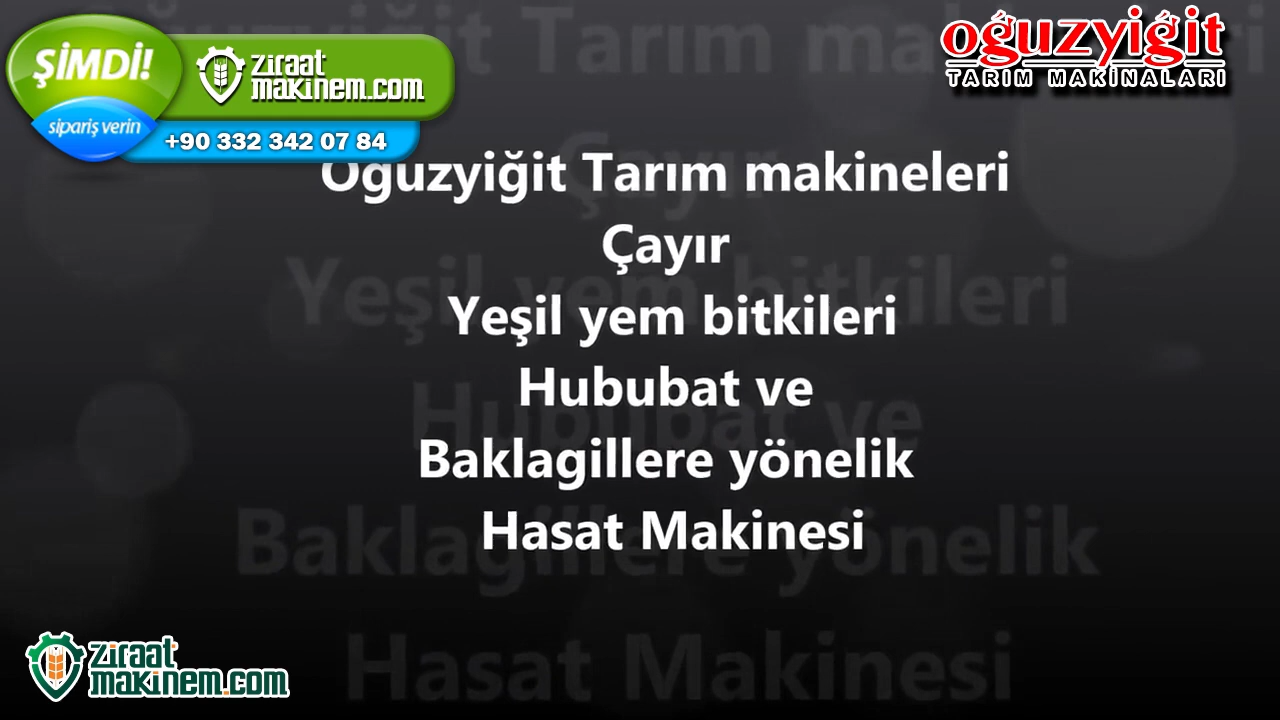 ŞİMDİ!
sipariş verin
ziraat
makinem.com
+90 332 342 07 84
oğuzyiğit
TARIM MAKİNALARI
Oğuzyiğit Tarım makineleri
Çayır
Yeşil yem bitkileri
Hububat ve
Baklagillere yönelik
Hasat Makinesi
ziraat
makinem.com